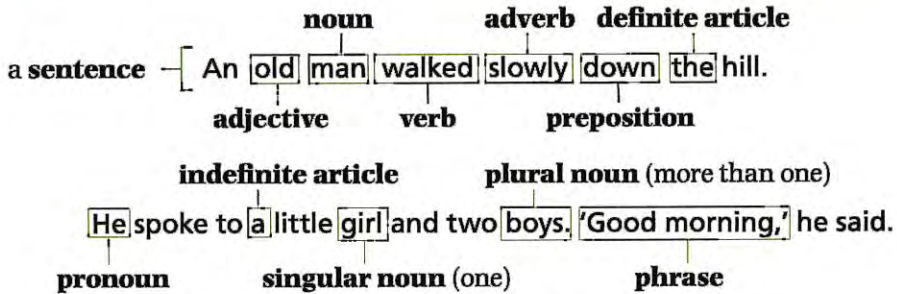 noun adverb definite article
a sentence An old man walked slowly down the hill.
adjective verb preposition
indefinite article plural noun (more than one)
He spoke to a little girl and two boys. 'Good morning,' he said.
pronoun singular noun (one) phrase